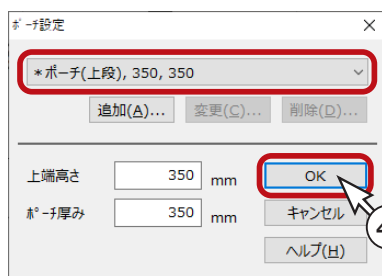 ﾎﾟｰﾁ設定
*ポーチ(上段), 350, 350
追加(A)... 変更(C)... 削除(D)...
上端高さ 350 mm OK
ﾎﾟｰﾁ厚み 350 mm キャンセル
ヘルプ(H)
4